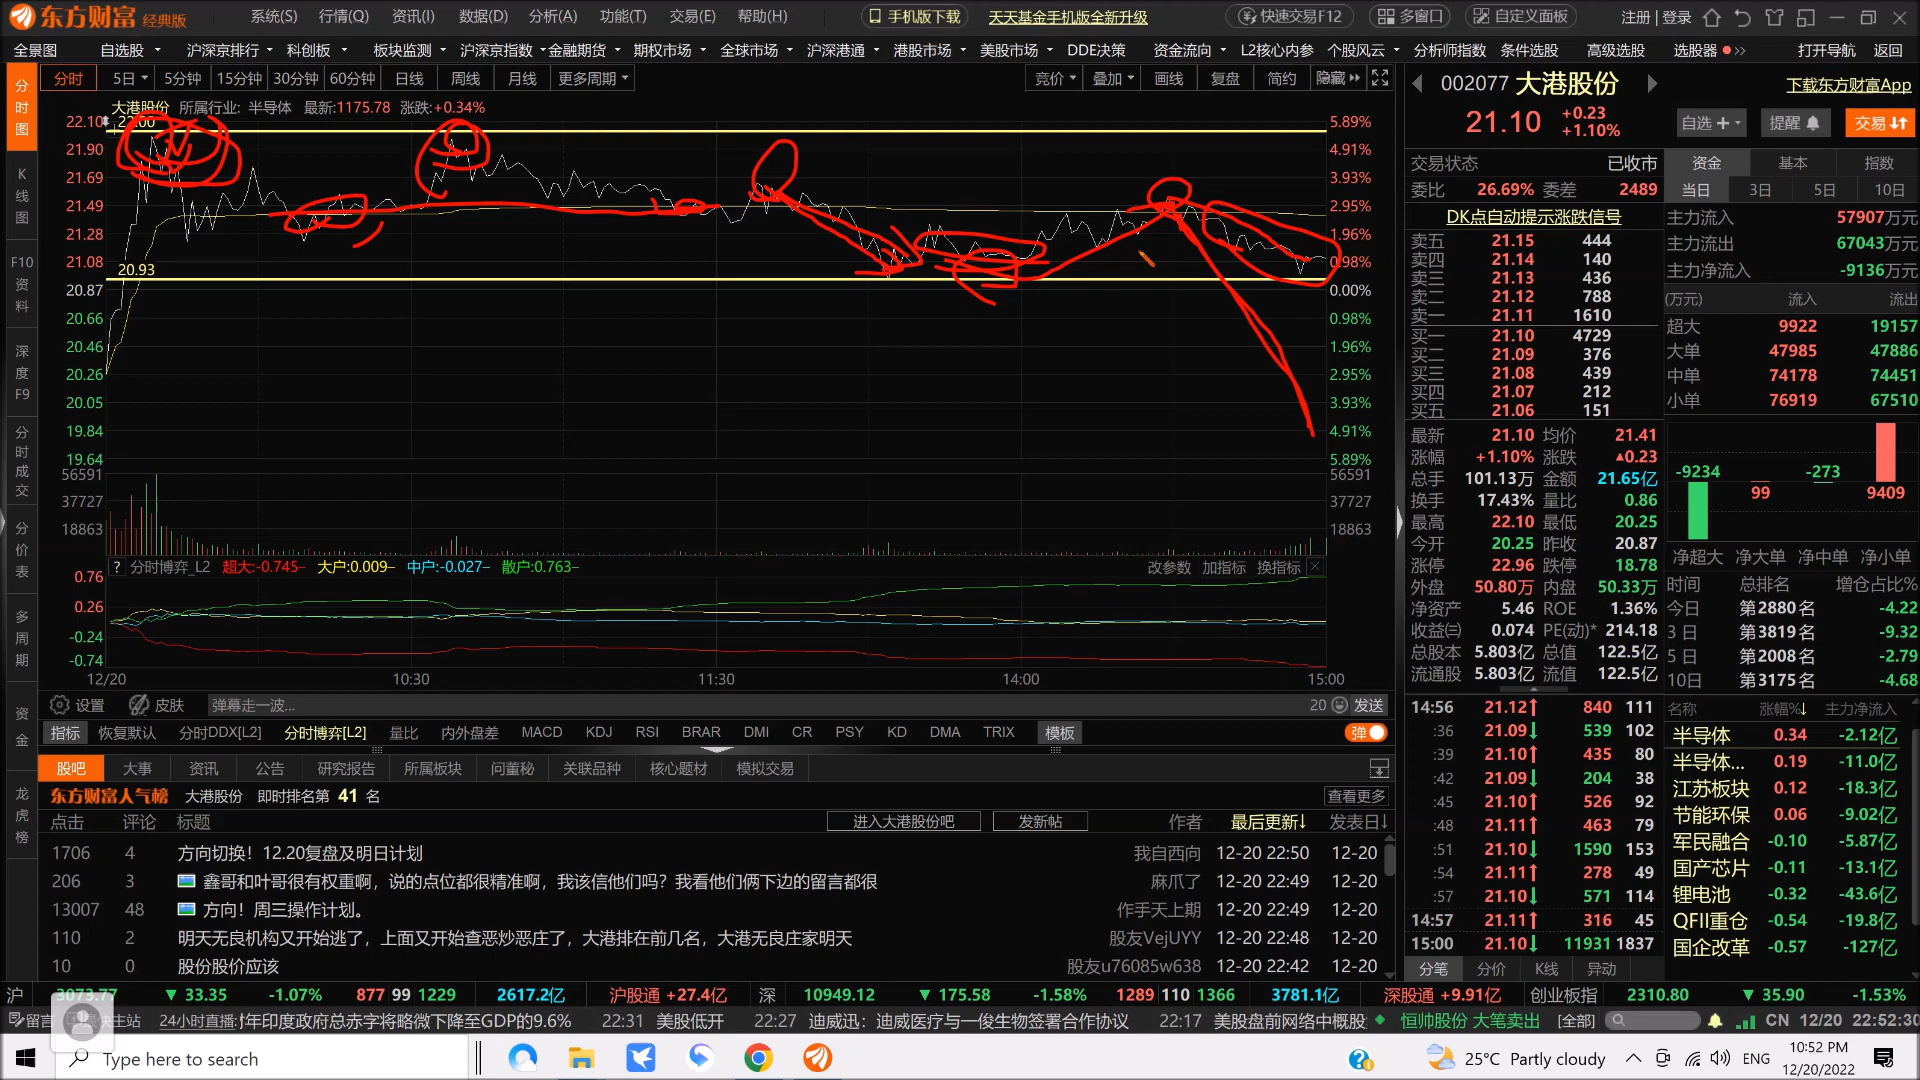 东方财富 经典版 系统(S) 行情(Q) 资讯(I) 数据(D) 分析(A) 功能(T) 交易(E) 帮助(H) 手机版下载 天天基金手机版全新升级 快速交易F12 多窗口 自定义面板 注册 | 登录
全景图 自选股 沪深京排行 科创板 板块监测 沪深京指数 金融期货 期权市场 全球市场 沪深港通 港股市场 美股市场 DDE决策 资金流向 L2核心内参 个股风云 分析师指数 条件选股 高级选股 选股器 打开导航 返回
分时 5日 5分钟 15分钟 30分钟 60分钟 日线 周线 月线 更多周期 竞价 叠加 画线 复盘 简约 隐藏
大港股份 所属行业: 半导体 最新:1175.78 涨跌:+0.34%
分时图
K线图
F10资料
深度F9
分时成交
分价表
多周期
资金
龙虎榜
22.10 22.00 5.89%
21.90 4.91%
21.69 3.93%
21.49 2.95%
21.28 1.96%
21.08 20.93 0.98%
20.87 0.00%
20.66 0.98%
20.46 1.96%
20.26 2.95%
20.05 3.93%
19.84 4.91%
19.64 5.89%
56591 56591
37727 37727
18863 18863
? 分时博弈_L2 超大:-0.745- 大户:0.009- 中户:-0.027- 散户:0.763- 改参数 加指标 换指标
0.76
0.26
-0.24
-0.74
12/20 10:30 11:30 14:00 15:00
设置 皮肤 弹幕走一波... 20 发送
指标 恢复默认 分时DDX[L2] 分时博弈[L2] 量比 内外盘差 MACD KDJ RSI BRAR DMI CR PSY KD DMA TRIX 模板 弹
股吧 大事 资讯 公告 研究报告 所属板块 问董秘 关联品种 核心题材 模拟交易
东方财富人气榜 大港股份 即时排名第 41 名 查看更多
点击 评论 标题 进入大港股份吧 发新帖 作者 最后更新↓ 发表日↓
1706 4 方向切换！12.20复盘及明日计划 我自西向 12-20 22:50 12-20
206 3 鑫哥和叶哥很有权重啊，说的点位都很精准啊，我该信他们吗？我看他们俩下边的留言都很 麻爪了 12-20 22:49 12-20
13007 48 方向！周三操作计划。 作手天上期 12-20 22:49 12-20
110 2 明天无良机构又开始逃了，上面又开始查恶炒恶庄了，大港排在前几名，大港无良庄家明天 股友VejUYY 12-20 22:48 12-20
10 0 股份股价应该 股友u76085w638 12-20 22:42 12-20
002077 大港股份 下载东方财富App
21.10 +0.23 +1.10% 自选 提醒 交易
交易状态 已收市
委比 26.69% 委差 2489
DK点自动提示涨跌信号
卖五 21.15 444
卖四 21.14 140
卖三 21.13 436
卖二 21.12 788
卖一 21.11 1610
买一 21.10 4729
买二 21.09 376
买三 21.08 439
买四 21.07 212
买五 21.06 151
最新 21.10 均价 21.41
涨幅 +1.10% 涨跌 ▲0.23
总手 101.13万 金额 21.65亿
换手 17.43% 量比 0.86
最高 22.10 最低 20.25
今开 20.25 昨收 20.87
涨停 22.96 跌停 18.78
外盘 50.80万 内盘 50.33万
净资产 5.46 ROE 1.36%
收益㈢ 0.074 PE(动)* 214.18
总股本 5.803亿 总值 122.5亿
流通股 5.803亿 流值 122.5亿
14:56 21.12↑ 840 111
:36 21.09↓ 539 102
:39 21.10↑ 435 80
:42 21.09↓ 204 38
:45 21.10↑ 526 92
:48 21.11↑ 463 79
:51 21.10↓ 1590 153
:54 21.11↑ 278 49
:57 21.10↓ 571 114
14:57 21.11↑ 316 45
15:00 21.10↓ 11931 1837
分笔 分价 K线 异动
资金 基本 指数
当日 3日 5日 10日
主力流入 57907万元
主力流出 67043万元
主力净流入 -9136万元
(万元) 流入 流出
超大 9922 19157
大单 47985 47886
中单 74178 74451
小单 76919 67510
-9234 99 -273 9409
净超大 净大单 净中单 净小单
时间 总排名 增仓占比%
今日 第2880名 -4.22
3 日 第3819名 -9.32
5 日 第2008名 -2.79
10日 第3175名 -4.68
名称 涨幅%↓ 主力净流入
半导体 0.34 -2.12亿
半导体... 0.19 -11.0亿
江苏板块 0.12 -18.3亿
节能环保 0.06 -9.02亿
军民融合 -0.10 -5.87亿
国产芯片 -0.11 -13.1亿
锂电池 -0.32 -43.6亿
QFII重仓 -0.54 -19.8亿
国企改革 -0.57 -127亿
沪 3073.77 ▼ 33.35 -1.07% 877 99 1229 2617.2亿 沪股通 +27.4亿 深 10949.12 ▼ 175.58 -1.58% 1289 110 1366 3781.1亿 深股通 +9.91亿 创业板指 2310.80 ▼ 35.90 -1.53%
留言 主站 24小时直播: 年印度政府总赤字将略微下降至GDP的9.6% 22:31 美股低开 22:27 迪威迅：迪威医疗与一俊生物签署合作协议 22:17 美股盘前网络中概股 恒帅股份 大笔卖出 [全部] CN 12/20 22:52:30
Type here to search 25°C Partly cloudy ENG 10:52 PM
12/20/2022